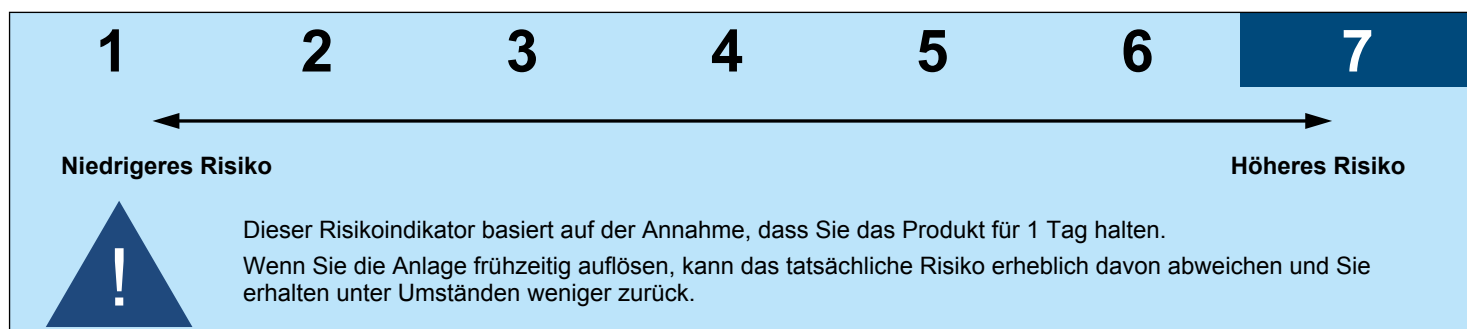 1 2 3 4 5 6 7
Niedrigeres Risiko Höheres Risiko
!
Dieser Risikoindikator basiert auf der Annahme, dass Sie das Produkt für 1 Tag halten.
Wenn Sie die Anlage frühzeitig auflösen, kann das tatsächliche Risiko erheblich davon abweichen und Sie
erhalten unter Umständen weniger zurück.